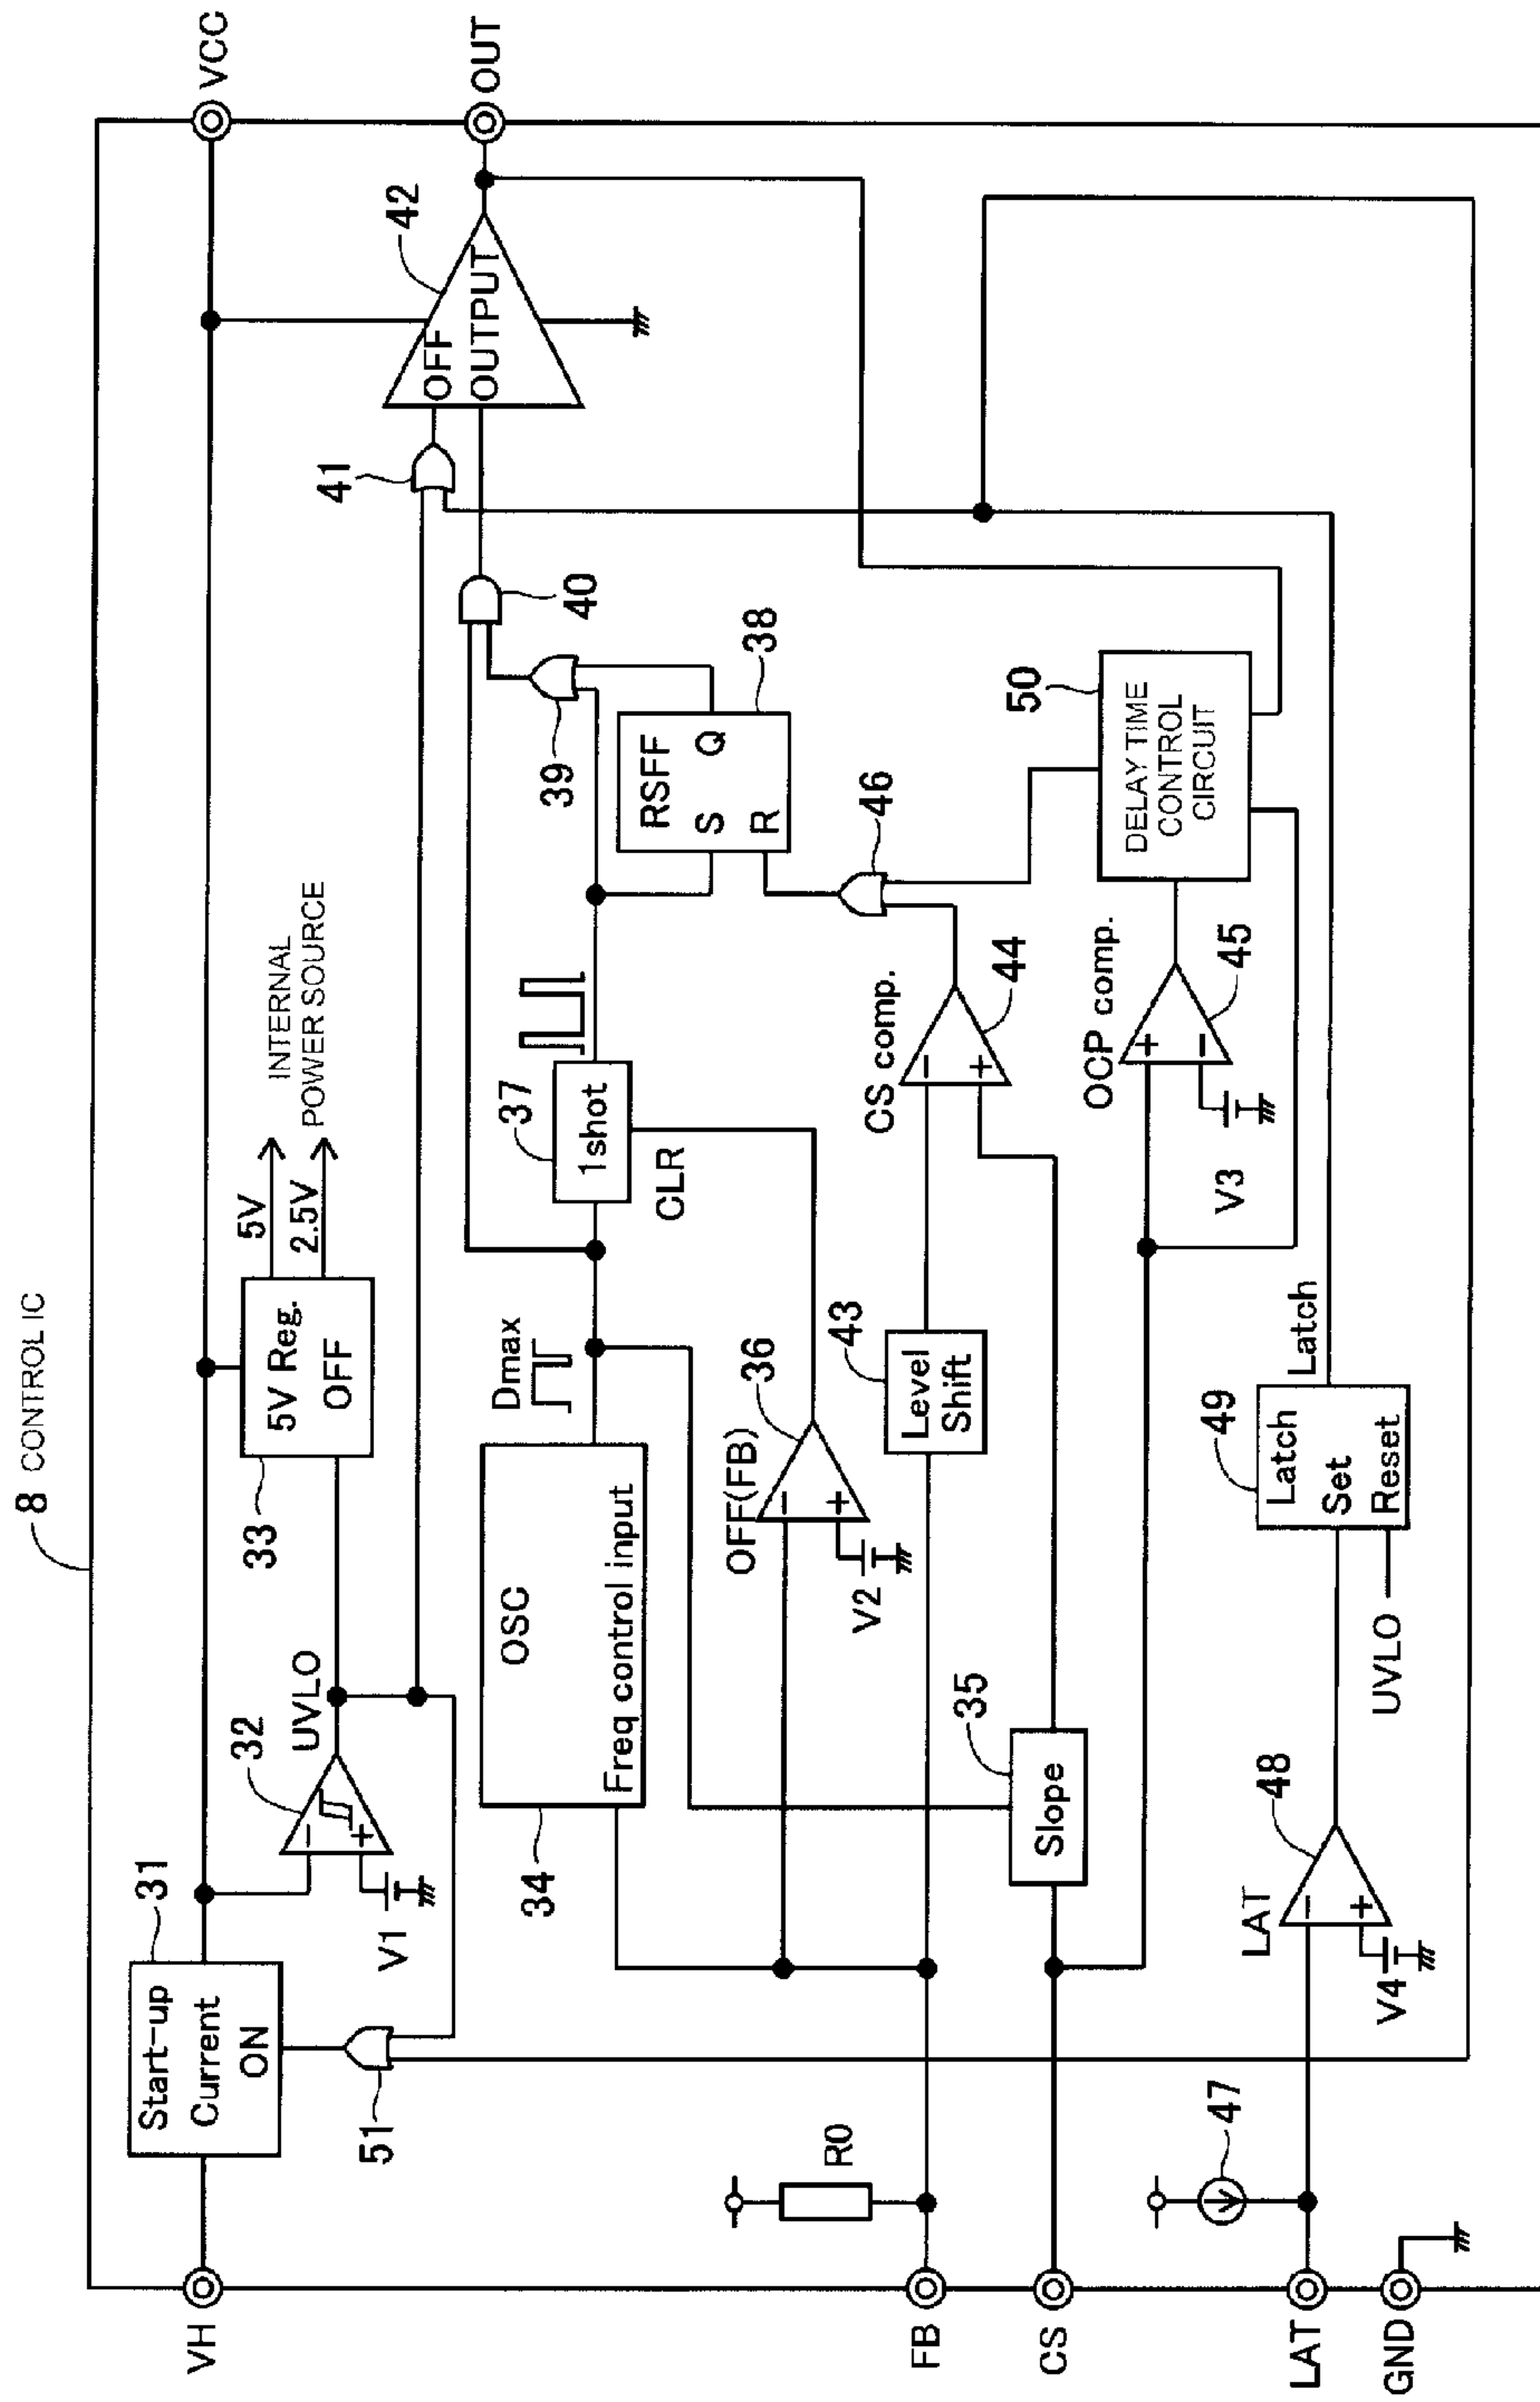 8 CONTROL IC
VH
31
Start-up
Current
ON
51
32
UVLO
V1
33
5V Reg.
OFF
5V
2.5V
INTERNAL
POWER SOURCE
VCC
34
OSC
Freq control input
Dmax
37
1shot
CLR
39
40
41
42
OFF
OUTPUT
OUT
38
RSFF
S Q
R
R0
FB
OFF(FB)
36
V2
43
Level
Shift
CS comp.
44
46
CS
35
Slope
OCP comp.
45
V3
50
DELAY TIME
CONTROL
CIRCUIT
47
LAT
LAT
48
V4
49
Latch
Set
Reset
UVLO
Latch
GND